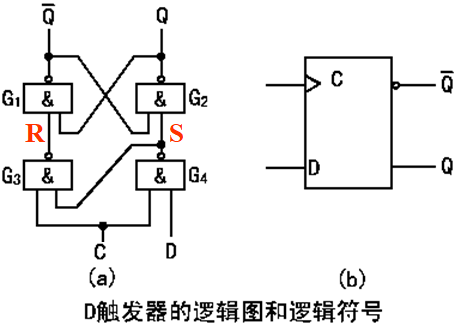 Q̅ Q
G₁ & & G₂
R S
G₃ & & G₄
C D
(a)
C Q̅
D Q
(b)
D触发器的逻辑图和逻辑符号